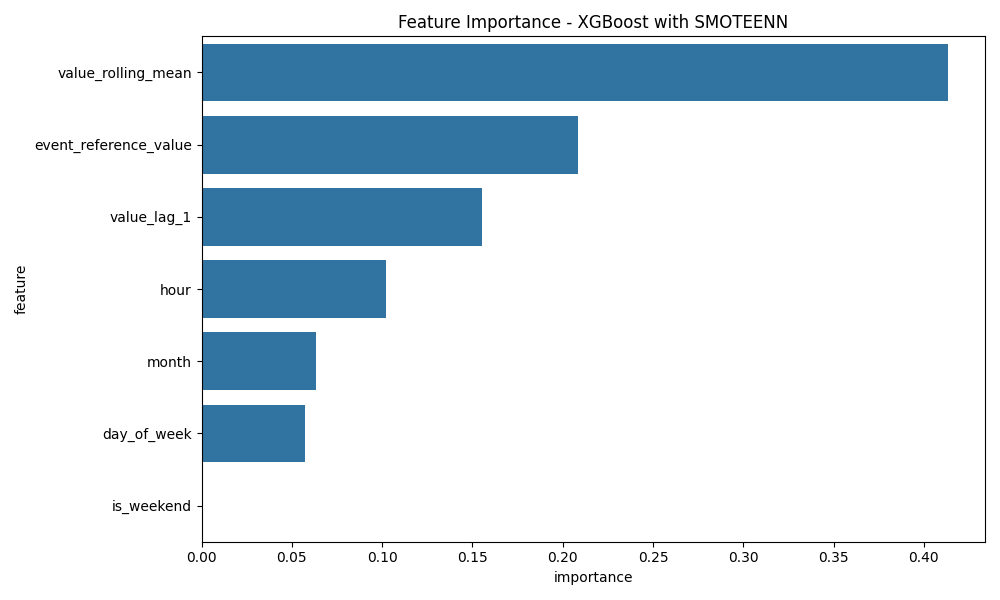 Feature Importance - XGBoost with SMOTEENN
value_rolling_mean
event_reference_value
value_lag_1
hour
month
day_of_week
is_weekend
feature
0.00 0.05 0.10 0.15 0.20 0.25 0.30 0.35 0.40
importance